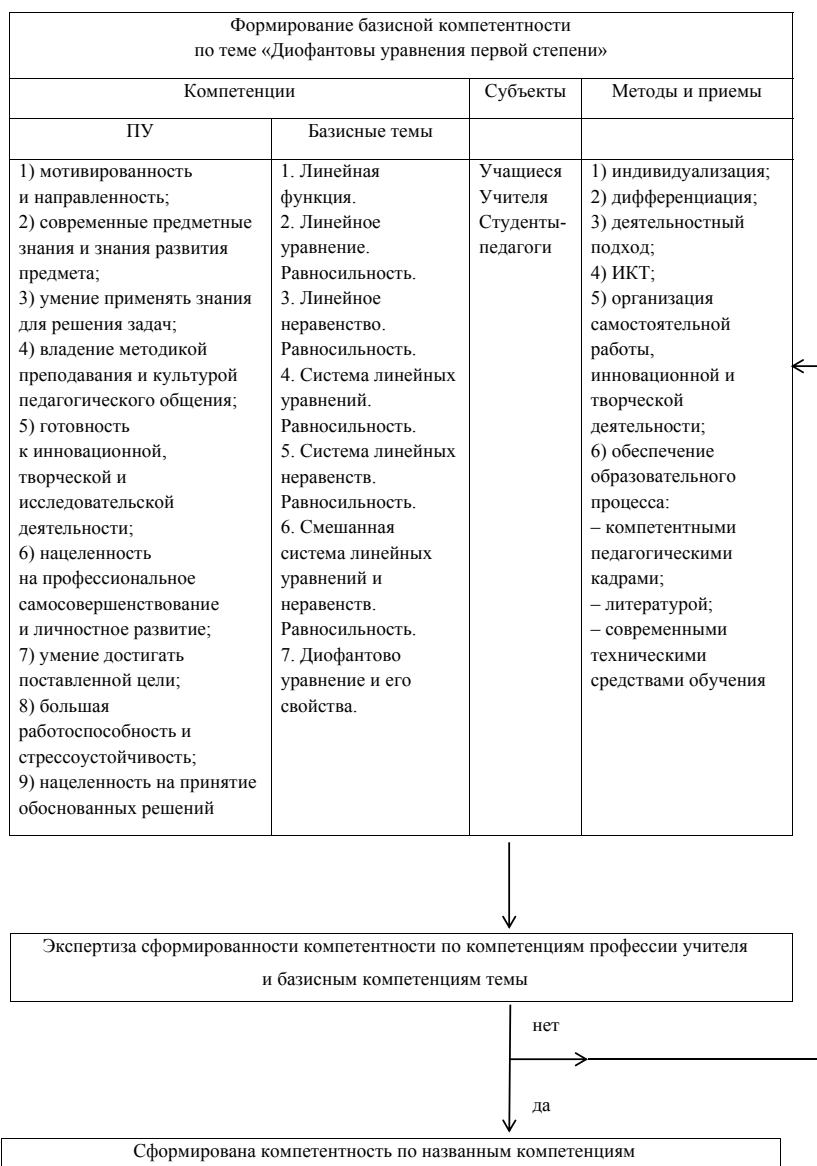 Формирование базисной компетентности
по теме «Диофантовы уравнения первой степени»
Компетенции
Субъекты
Методы и приемы
ПУ
Базисные темы
1) мотивированность
и направленность;
2) современные предметные
знания и знания развития
предмета;
3) умение применять знания
для решения задач;
4) владение методикой
преподавания и культурой
педагогического общения;
5) готовность
к инновационной,
творческой и
исследовательской
деятельности;
6) нацеленность
на профессиональное
самосовершенствование
и личностное развитие;
7) умение достигать
поставленной цели;
8) большая
работоспособность и
стрессоустойчивость;
9) нацеленность на принятие
обоснованных решений
1. Линейная
функция.
2. Линейное
уравнение.
Равносильность.
3. Линейное
неравенство.
Равносильность.
4. Система линейных
уравнений.
Равносильность.
5. Система линейных
неравенств.
Равносильность.
6. Смешанная
система линейных
уравнений и
неравенств.
Равносильность.
7. Диофантово
уравнение и его
свойства.
Учащиеся
Учителя
Студенты-
педагоги
1) индивидуализация;
2) дифференциация;
3) деятельностный
подход;
4) ИКТ;
5) организация
самостоятельной
работы,
инновационной и
творческой
деятельности;
6) обеспечение
образовательного
процесса:
– компетентными
педагогическими
кадрами;
– литературой;
– современными
техническими
средствами обучения
Экспертиза сформированности компетентности по компетенциям профессии учителя
и базисным компетенциям темы
нет
да
Сформирована компетентность по названным компетенциям